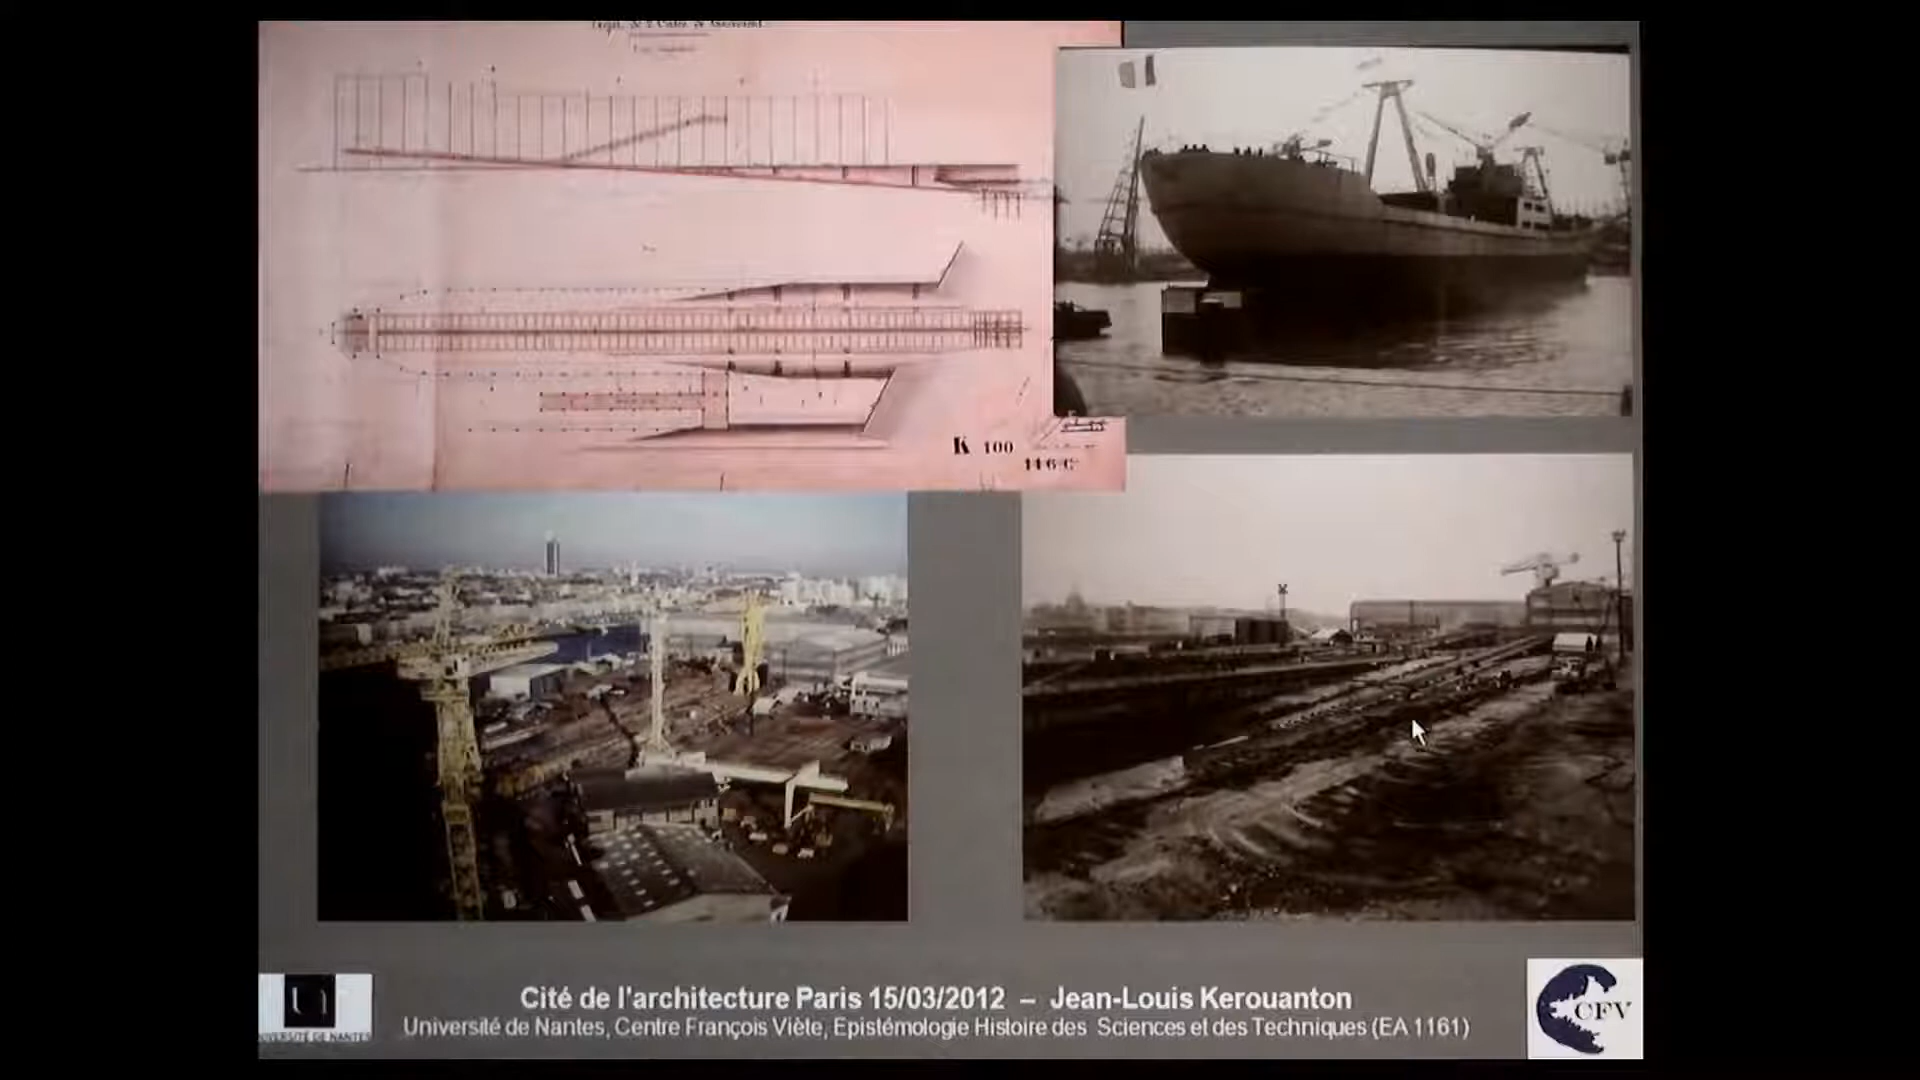 K 100
Cité de l'architecture Paris 15/03/2012 – Jean-Louis Kerouanton
Université de Nantes, Centre François Viète, Epistémologie Histoire des Sciences et des Techniques (EA 1161)
CFV